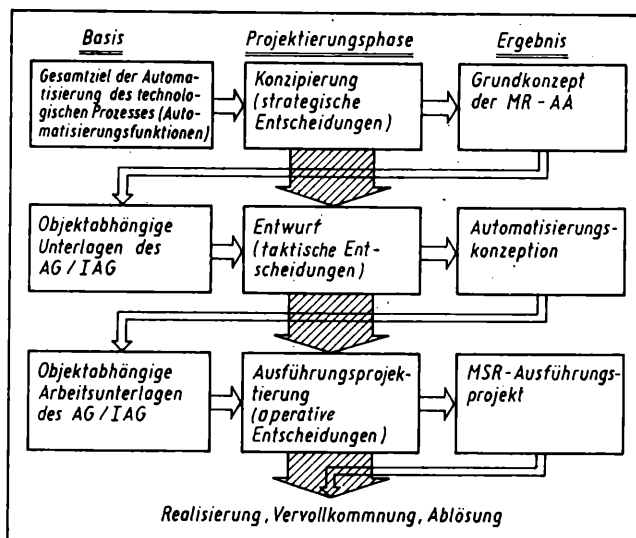 Basis
Projektierungsphase
Ergebnis
Gesamtziel der Automa-
tisierung des technolo-
gischen Prozesses (Auto-
matisierungsfunktionen)
Konzipierung
(strategische
Entscheidungen)
Grundkonzept
der MR-AA
Objektabhängige
Unterlagen des
AG/IAG
Entwurf
(taktische Ent-
scheidungen)
Automatisierungs-
konzeption
Objektabhängige
Arbeitsunterlagen
des AG/IAG
Ausführungsprojek-
tierung
(operative
Entscheidungen)
MSR-Ausführungs-
projekt
Realisierung, Vervollkommnung, Ablösung